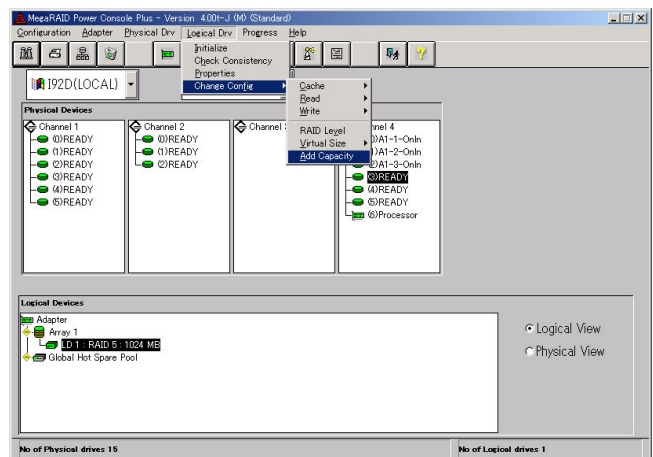 MegaRAID Power Console Plus - Version 4.00t-J (M) (Standard)
Configuration Adapter Physical Drv Logical Drv Progress Help
Initialize
Check Consistency
Properties
Change Config
Cache
Read
Write
RAID Level
Virtual Size
Add Capacity
I92D(LOCAL)
Physical Devices
Channel 1
(0)READY
(1)READY
(2)READY
(3)READY
(4)READY
(5)READY
Channel 2
(0)READY
(1)READY
(2)READY
Channel
nnel 4
0)A1-1-Onln
)A1-2-Onln
(2)A1-3-Onln
(3)READY
(4)READY
(5)READY
(6)Processor
Logical Devices
Adapter
Array 1
LD 1 : RAID 5 : 1024 MB
Global Hot Spare Pool
Logical View
Physical View
No of Physical drives 15
No of Logical drives 1